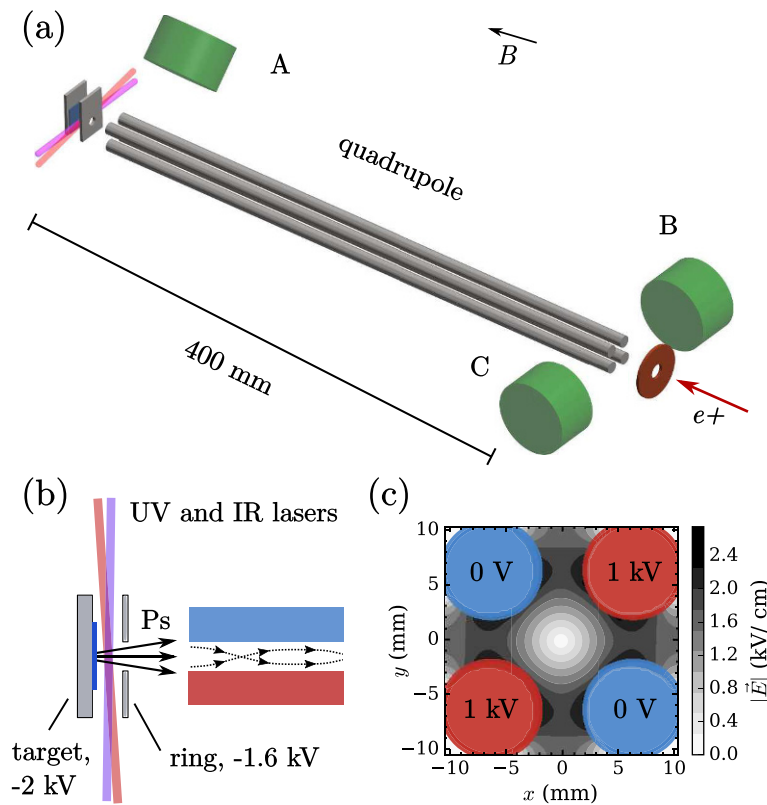 (a)
A
B
quadrupole
B
400 mm
C
e+
(b)
UV and IR lasers
Ps
target,
-2 kV
ring, -1.6 kV
(c)
10
5
0
−5
−10
y (mm)
0 V
1 kV
1 kV
0 V
−10
−5
0
5
10
x (mm)
2.4
2.0
1.6
1.2
0.8
0.4
0.0
|E⃗| (kV/ cm)